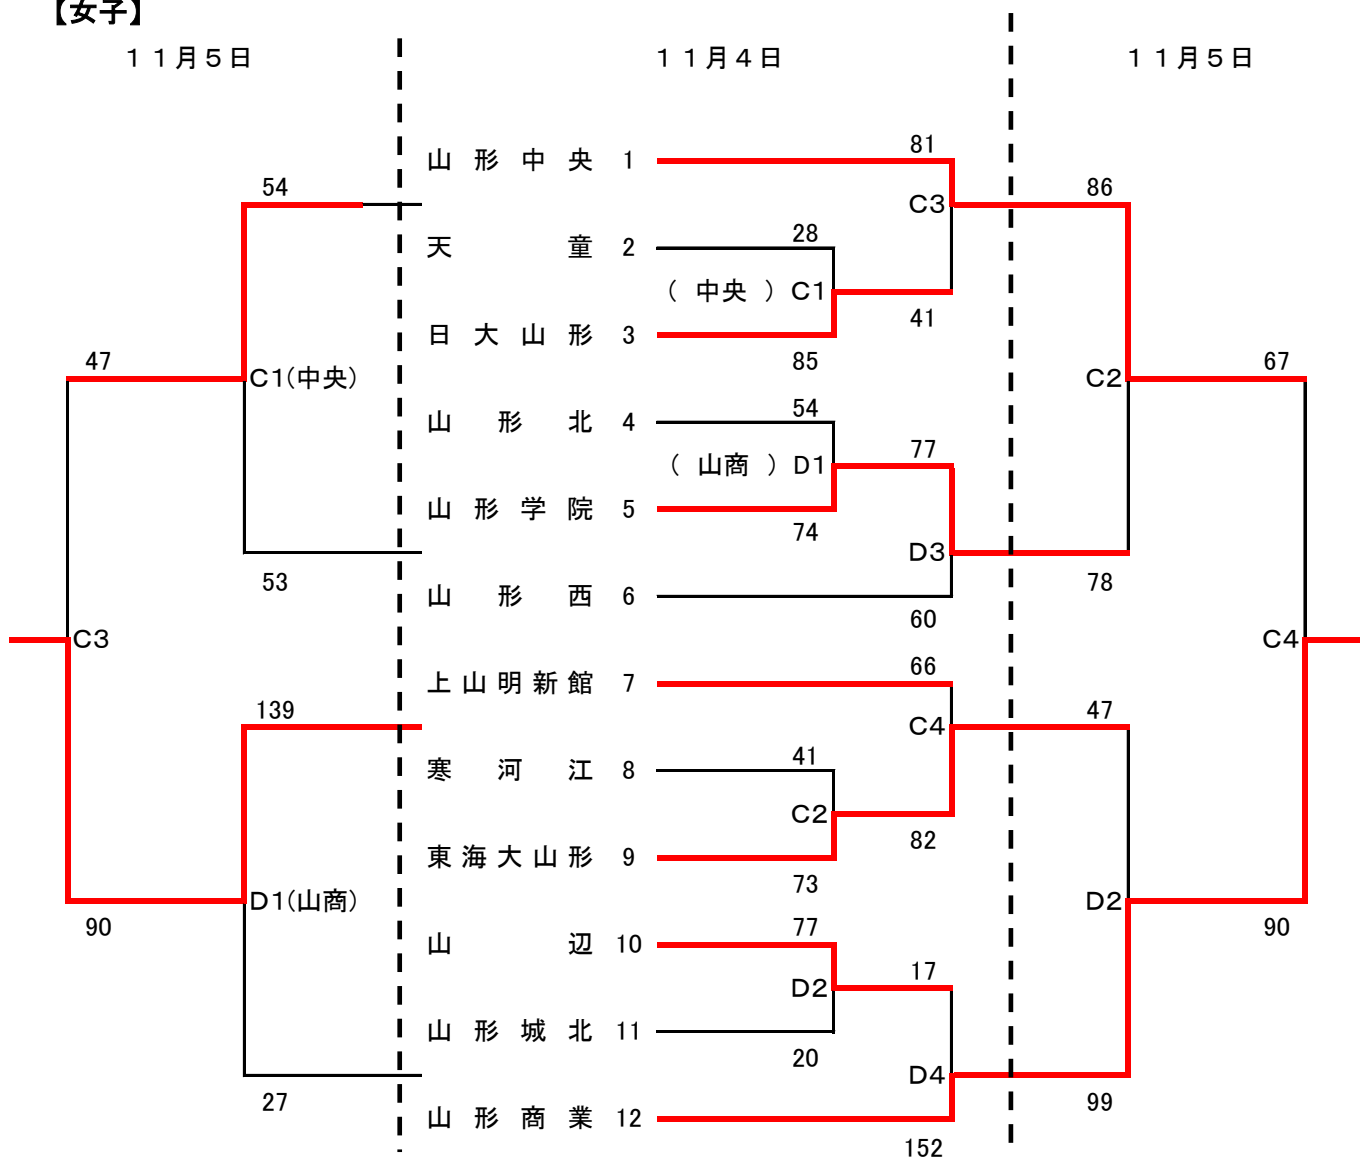 【女子】
１１月５日 １１月４日 １１月５日
山形中央 1 81
54 86
C3
天童 2 28
(中央) C1
日大山形 3 41
85
47 C1(中央) C2 67
山形北 4 54
(山商) D1 77
山形学院 5
74
D3
53 78
山形西 6
60
C3 C4
66
上山明新館 7
139 47
C4
寒河江 8 41
C2
82
東海大山形 9
73
D1(山商) D2
90 77 90
山辺 10
17
D2
山形城北 11
20
D4
27 99
山形商業 12
152